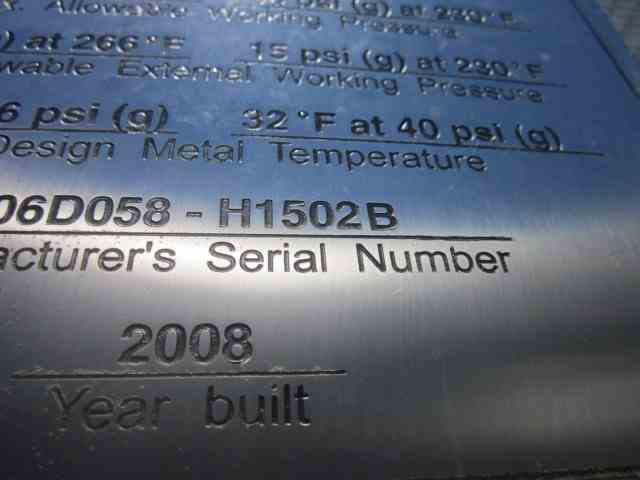 x. Allowable Working Pressure
) at 266°F 15 psi (g) at 230°F
wable External Working Pressure
6 psi (g) 32°F at 40 psi (g)
Design Metal Temperature
06D058 - H1502B
acturer's Serial Number
2008
Year built